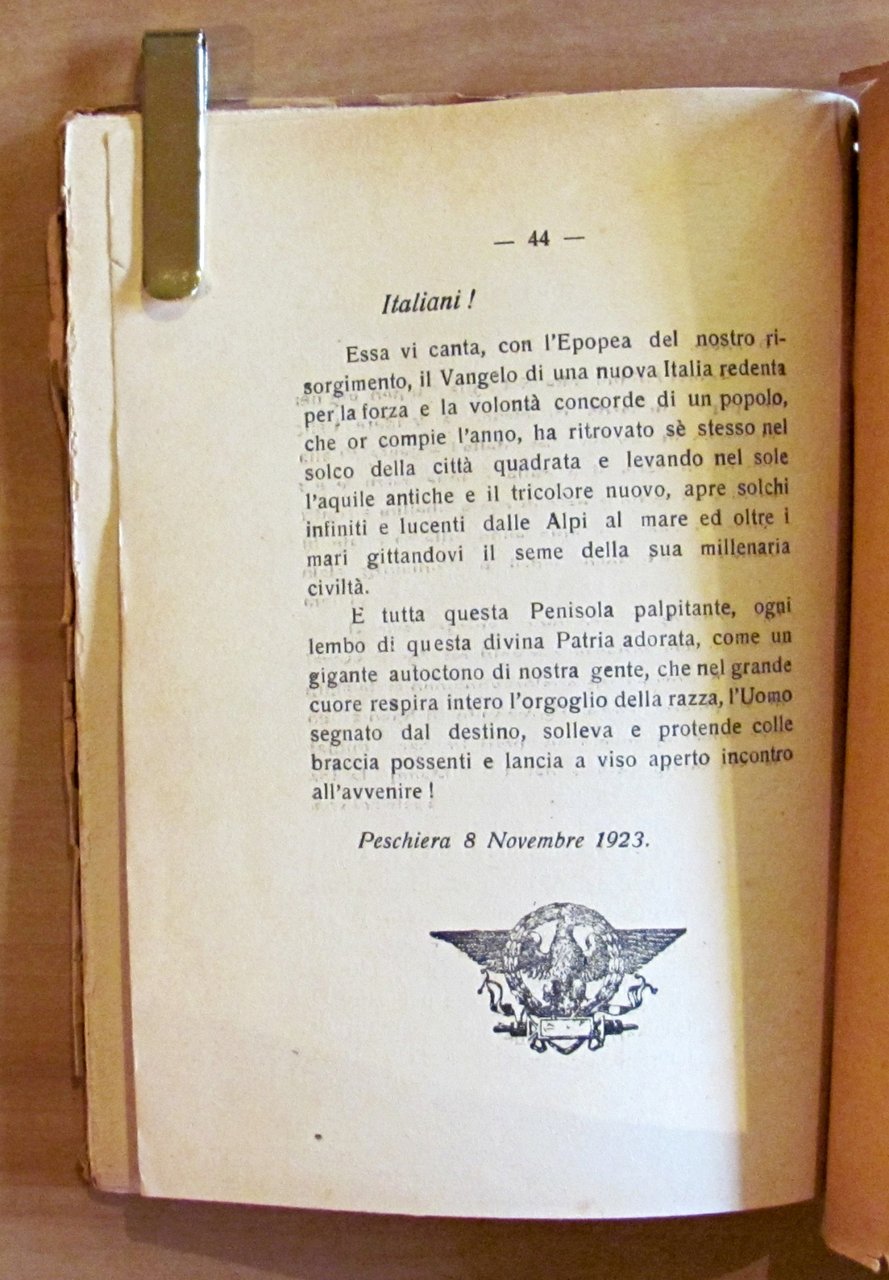 — 44 —
Italiani !
Essa vi canta, con l'Epopea del nostro ri-
sorgimento, il Vangelo di una nuova Italia redenta
per la forza e la volontà concorde di un popolo,
che or compie l'anno, ha ritrovato sè stesso nel
solco della città quadrata e levando nel sole
l'aquile antiche e il tricolore nuovo, apre solchi
infiniti e lucenti dalle Alpi al mare ed oltre i
mari gittandovi il seme della sua millenaria
civiltà.
E tutta questa Penisola palpitante, ogni
lembo di questa divina Patria adorata, come un
gigante autoctono di nostra gente, che nel grande
cuore respira intero l'orgoglio della razza, l'Uomo
segnato dal destino, solleva e protende colle
braccia possenti e lancia a viso aperto incontro
all'avvenire !
Peschiera 8 Novembre 1923.